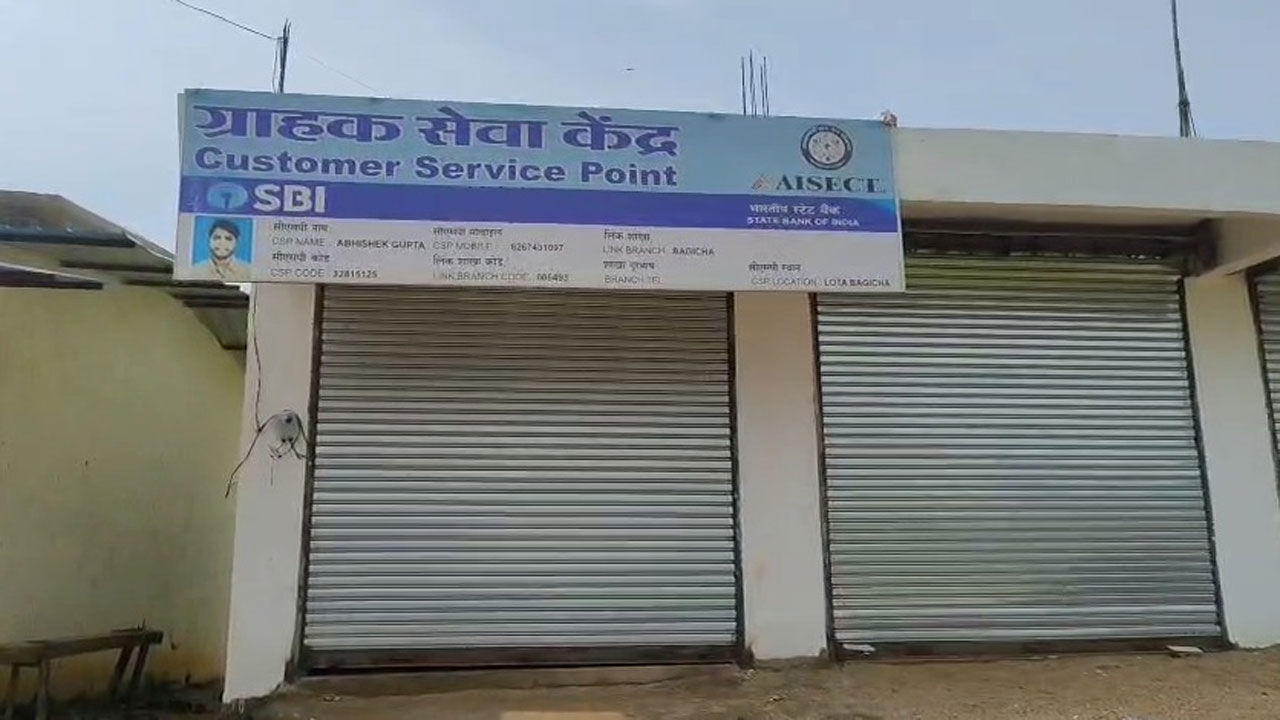 ग्राहक सेवा केंद्र
Customer Service Point
AISECT
SBI
भारतीय स्टेट बैंक
STATE BANK OF INDIA
सीएसपी नाम
CSP NAME : ABHISHEK GUPTA
सीएसपी मोबाइल
CSP MOBILE : 6267431097
लिंक शाखा
LINK BRANCH : BAGICHA
सीएसपी कोड
CSP CODE : 32815125
लिंक शाखा कोड
LINK BRANCH CODE : 005493
शाखा दूरभाष
BRANCH TEL
सीएसपी स्थान
CSP LOCATION : LOTA BAGICHA